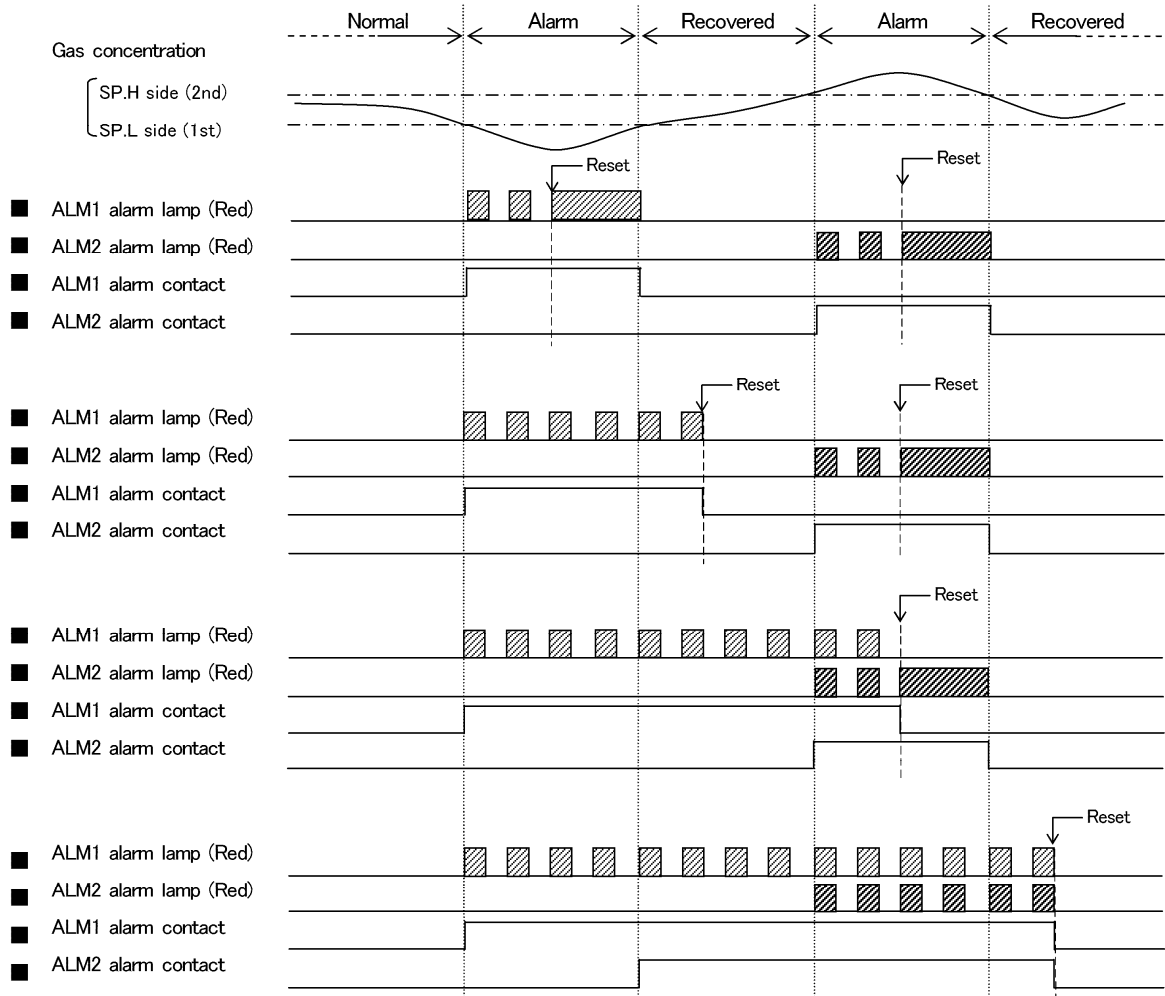 Normal Alarm Recovered Alarm Recovered
Gas concentration
SP.H side (2nd)
SP.L side (1st)
Reset Reset
ALM1 alarm lamp (Red)
ALM2 alarm lamp (Red)
ALM1 alarm contact
ALM2 alarm contact
Reset Reset
ALM1 alarm lamp (Red)
ALM2 alarm lamp (Red)
ALM1 alarm contact
ALM2 alarm contact
Reset
ALM1 alarm lamp (Red)
ALM2 alarm lamp (Red)
ALM1 alarm contact
ALM2 alarm contact
Reset
ALM1 alarm lamp (Red)
ALM2 alarm lamp (Red)
ALM1 alarm contact
ALM2 alarm contact